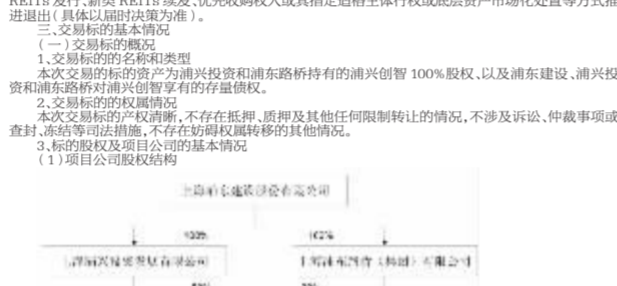 REITs 发行、新类 REITs 续发、优先收购权人或其指定适格主体行权或底层资产市场化处置等方式推
进退出(具体以届时决策为准)。
三、交易标的基本情况
(一)交易标的概况
1、交易标的的名称和类型
本次交易的标的资产为浦兴投资和浦东路桥持有的浦兴创智 100%股权、以及浦东建设、浦兴投
资和浦东路桥对浦兴创智享有的存量债权。
2、交易标的的权属情况
本次交易标的产权清晰,不存在抵押、质押及其他任何限制转让的情况,不涉及诉讼、仲裁事项或
查封、冻结等司法措施,不存在妨碍权属转移的其他情况。
3、标的股权及项目公司的基本情况
(1)项目公司股权结构
上海浦东建设股份有限公司
100% 100%